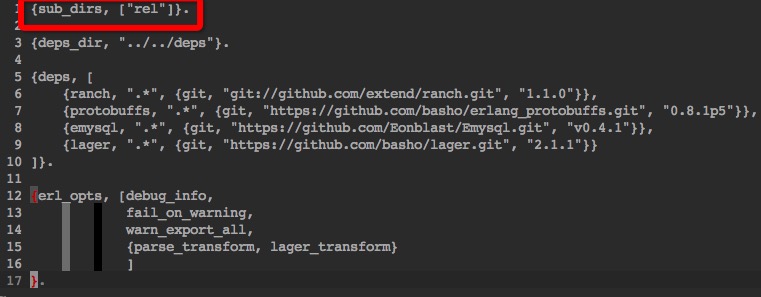 1 {sub_dirs, ["rel"]}.
2
3 {deps_dir, "../../deps"}.
4
5 {deps, [
6     {ranch, ".*", {git, "git://github.com/extend/ranch.git", "1.1.0"}},
7     {protobuffs, ".*", {git, "https://github.com/basho/erlang_protobuffs.git", "0.8.1p5"}},
8     {emysql, ".*", {git, "https://github.com/Eonblast/Emysql.git", "v0.4.1"}},
9     {lager, ".*", {git, "https://github.com/basho/lager.git", "2.1.1"}}
10 ]}.
11
12 {erl_opts, [debug_info,
13             fail_on_warning,
14             warn_export_all,
15             {parse_transform, lager_transform}
16             ]
17 }.